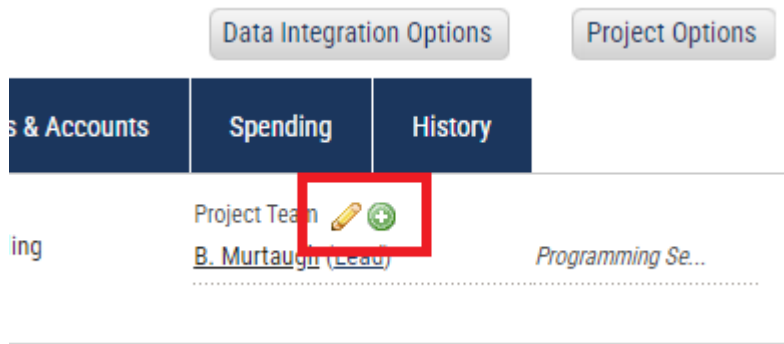 Data Integration Options Project Options
s & Accounts Spending History
Project Team
ing
B. Murtaugh (Lead) Programming Se...